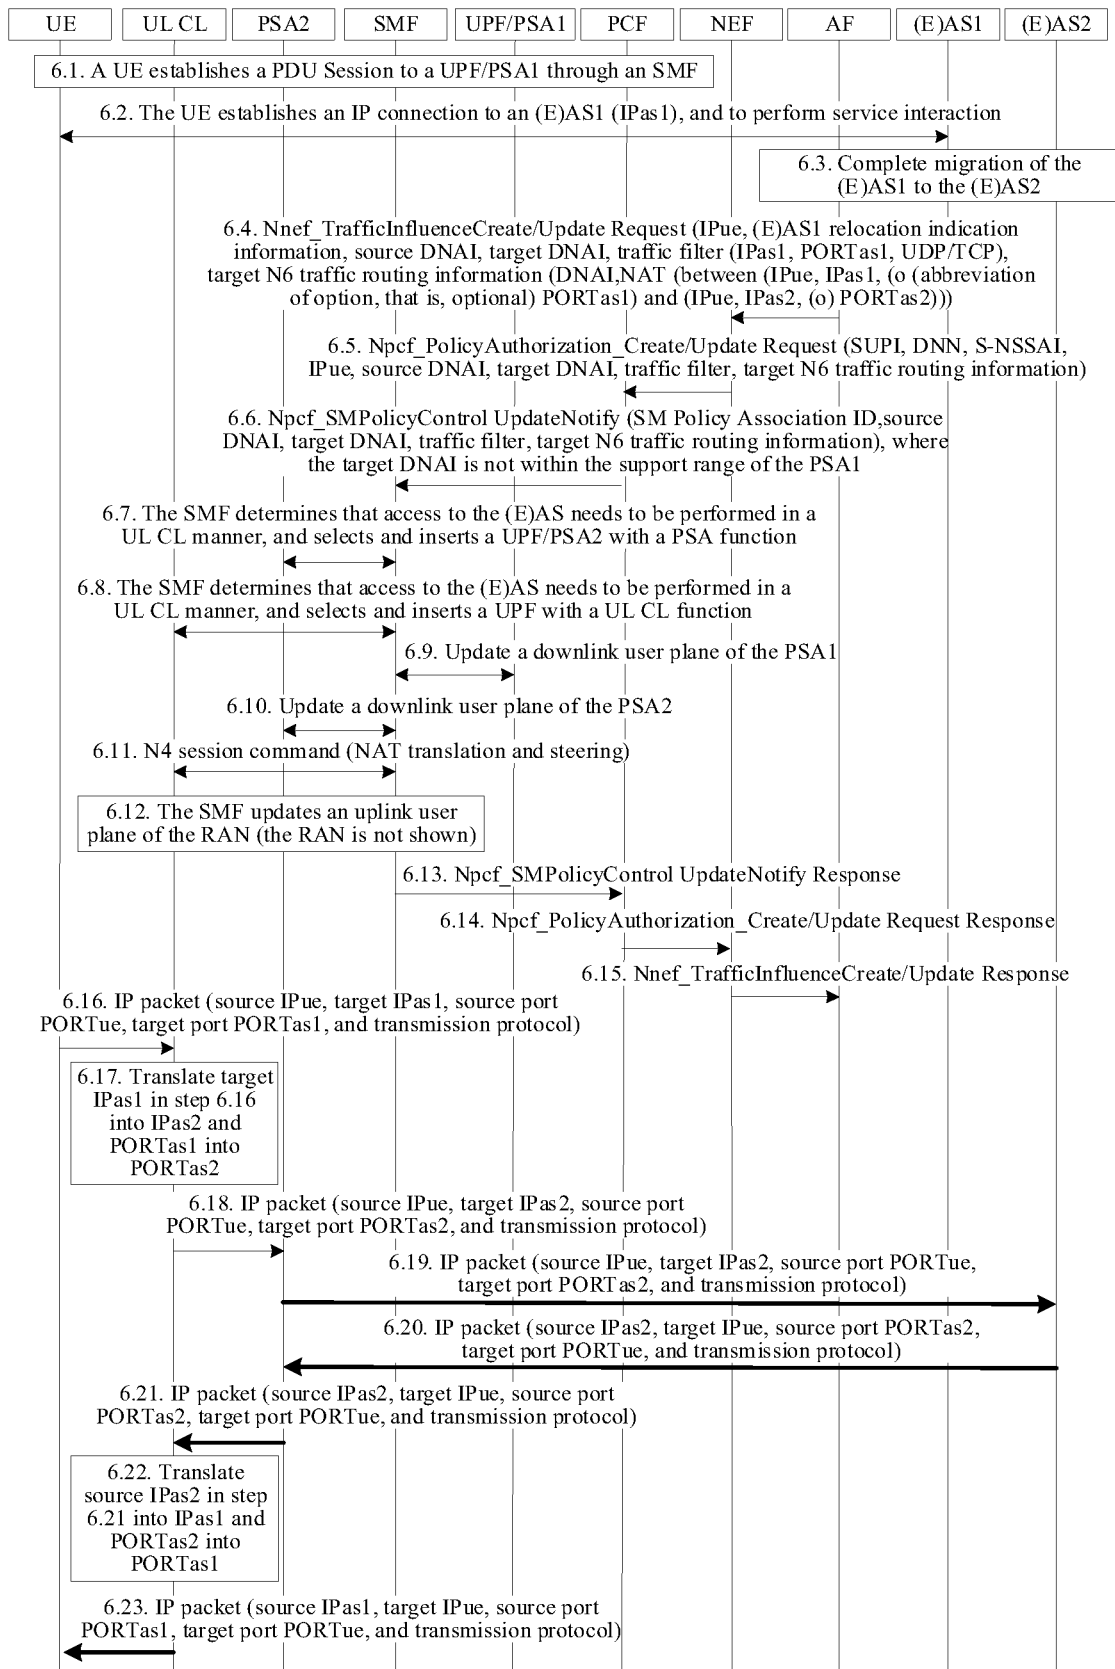 UE UL CL PSA2 SMF UPF/PSA1 PCF NEF AF (E)AS1 (E)AS2
6.1. A UE establishes a PDU Session to a UPF/PSA1 through an SMF
6.2. The UE establishes an IP connection to an (E)AS1 (IPas1), and to perform service interaction
6.3. Complete migration of the
(E)AS1 to the (E)AS2
6.4. Nnef_TrafficInfluenceCreate/Update Request (IPue, (E)AS1 relocation indication
information, source DNAI, target DNAI, traffic filter (IPas1, PORTas1, UDP/TCP),
target N6 traffic routing information (DNAI,NAT (between (IPue, IPas1, (o (abbreviation
of option, that is, optional) PORTas1) and (IPue, IPas2, (o) PORTas2)))
6.5. Npcf_PolicyAuthorization_Create/Update Request (SUPI, DNN, S-NSSAI,
IPue, source DNAI, target DNAI, traffic filter, target N6 traffic routing information)
6.6. Npcf_SMPolicyControl UpdateNotify (SM Policy Association ID,source
DNAI, target DNAI, traffic filter, target N6 traffic routing information), where
the target DNAI is not within the support range of the PSA1
6.7. The SMF determines that access to the (E)AS needs to be performed in a
UL CL manner, and selects and inserts a UPF/PSA2 with a PSA function
6.8. The SMF determines that access to the (E)AS needs to be performed in a
UL CL manner, and selects and inserts a UPF with a UL CL function
6.9. Update a downlink user plane of the PSA1
6.10. Update a downlink user plane of the PSA2
6.11. N4 session command (NAT translation and steering)
6.12. The SMF updates an uplink user
plane of the RAN (the RAN is not shown)
6.13. Npcf_SMPolicyControl UpdateNotify Response
6.14. Npcf_PolicyAuthorization_Create/Update Request Response
6.15. Nnef_TrafficInfluenceCreate/Update Response
6.16. IP packet (source IPue, target IPas1, source port
PORTue, target port PORTas1, and transmission protocol)
6.17. Translate target
IPas1 in step 6.16
into IPas2 and
PORTas1 into
PORTas2
6.18. IP packet (source IPue, target IPas2, source port
PORTue, target port PORTas2, and transmission protocol)
6.19. IP packet (source IPue, target IPas2, source port PORTue,
target port PORTas2, and transmission protocol)
6.20. IP packet (source IPas2, target IPue, source port PORTas2,
target port PORTue, and transmission protocol)
6.21. IP packet (source IPas2, target IPue, source port
PORTas2, target port PORTue, and transmission protocol)
6.22. Translate
source IPas2 in step
6.21 into IPas1 and
PORTas2 into
PORTas1
6.23. IP packet (source IPas1, target IPue, source port
PORTas1, target port PORTue, and transmission protocol)